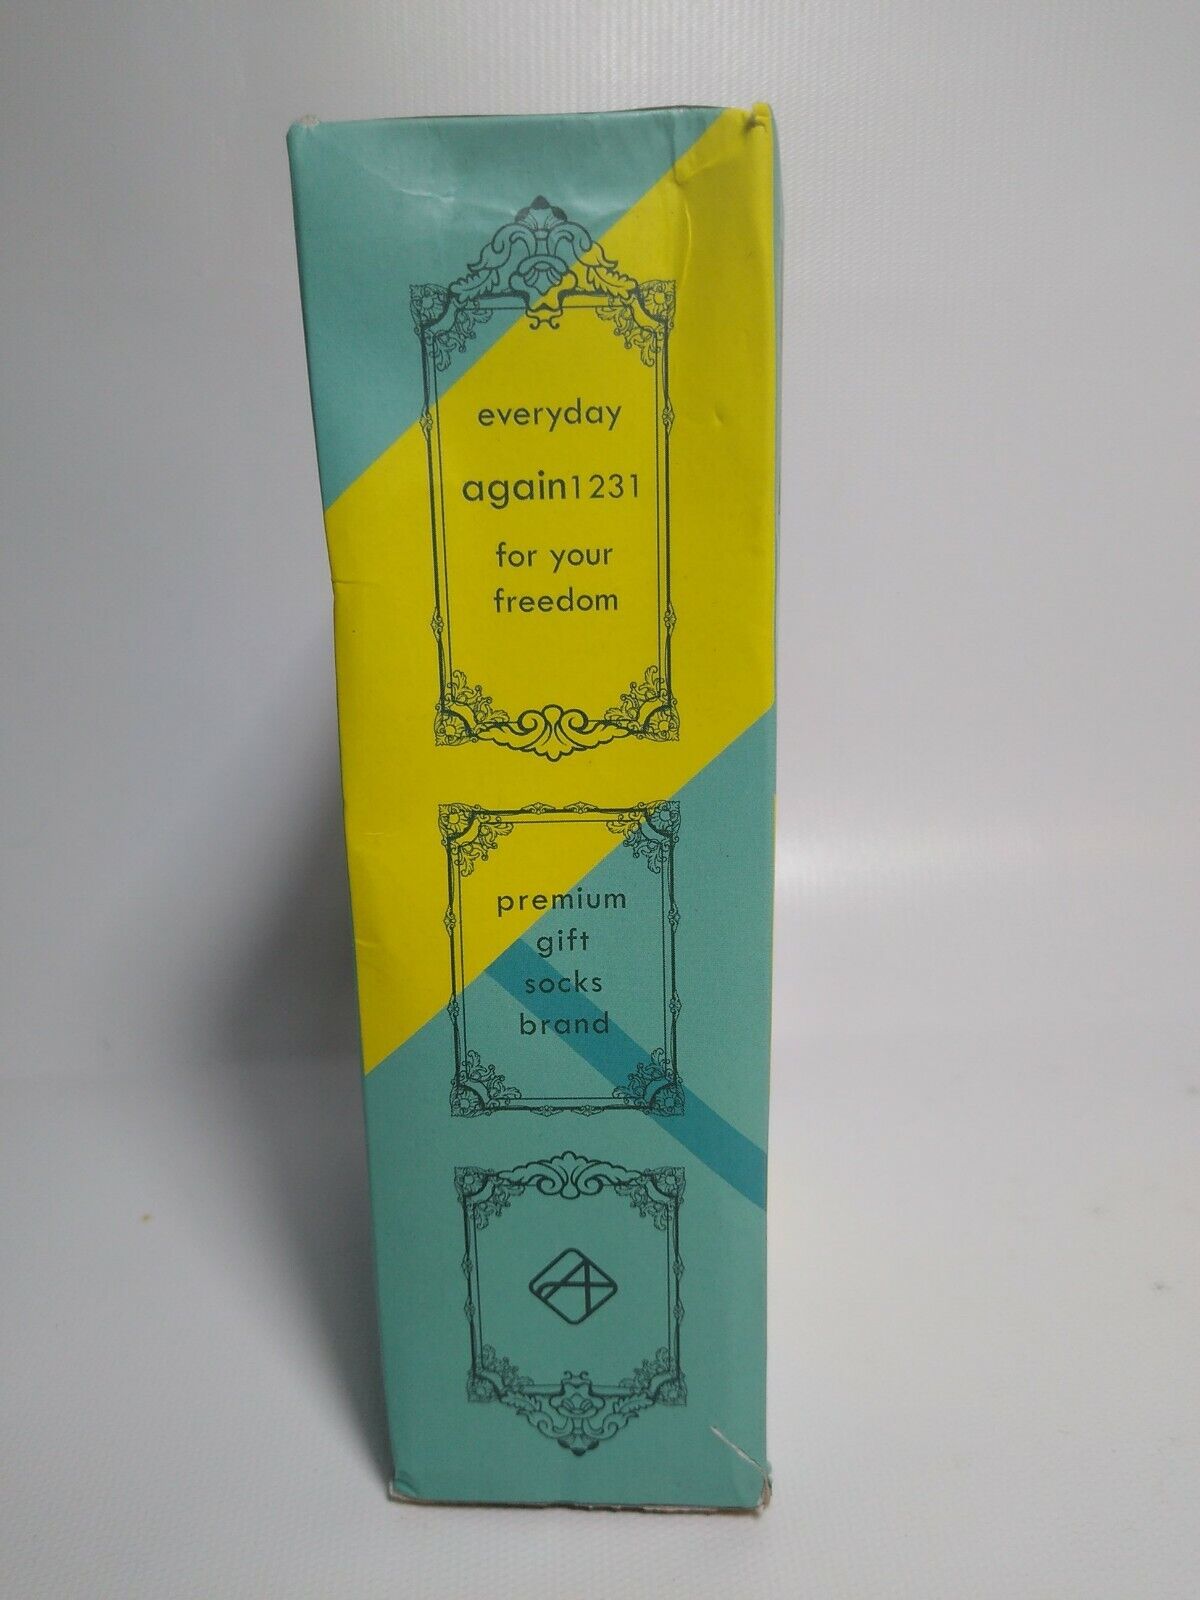 everyday
again1231
for your
freedom
premium
gift
socks
brand